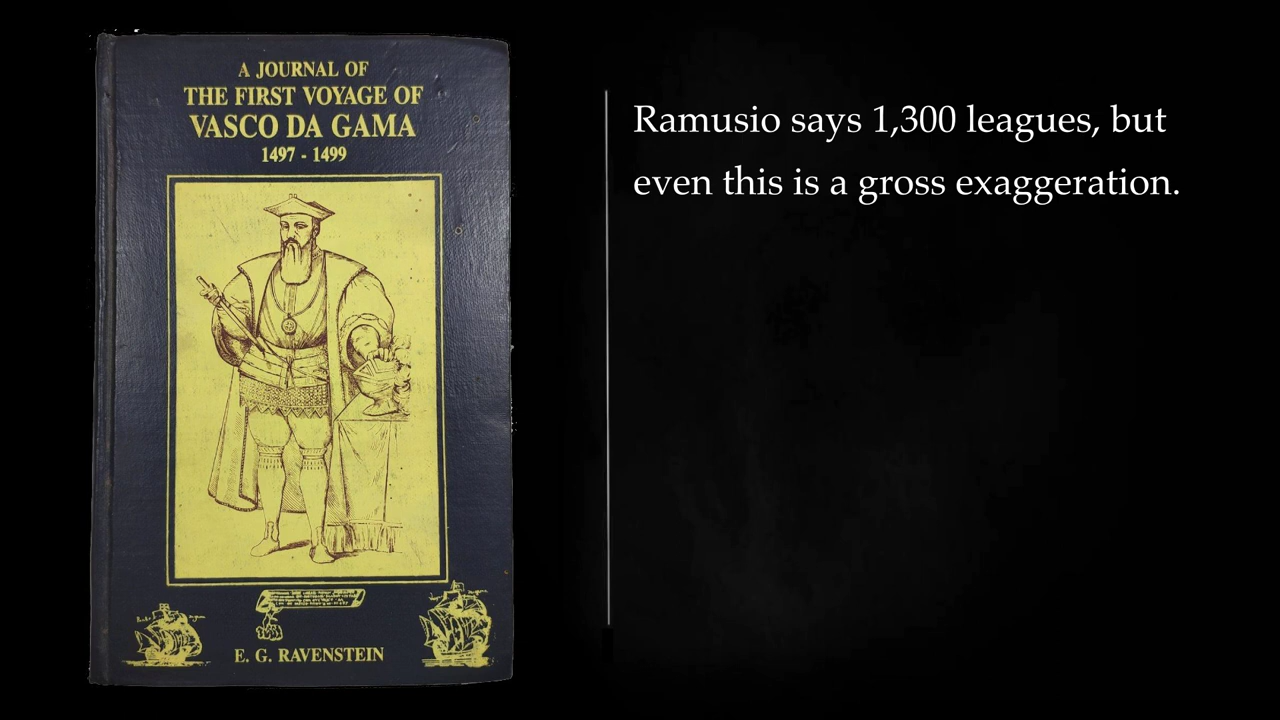 A JOURNAL OF
THE FIRST VOYAGE OF
VASCO DA GAMA
1497 - 1499
E. G. RAVENSTEIN
Ramusio says 1,300 leagues, but
even this is a gross exaggeration.